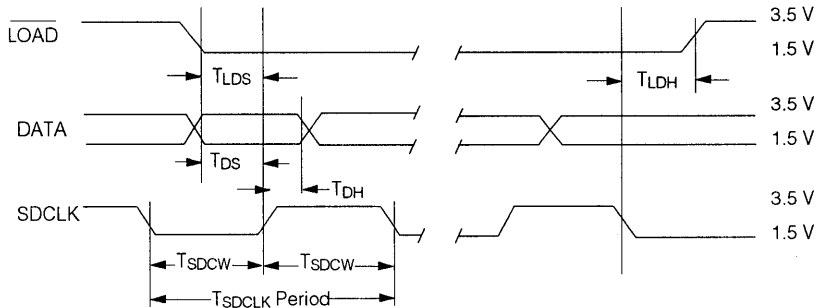 LOAD
3.5 V
1.5 V
TLDS
TLDH
DATA
3.5 V
1.5 V
TDS
TDH
SDCLK
3.5 V
1.5 V
TSDCW
TSDCW
TSDCLK Period